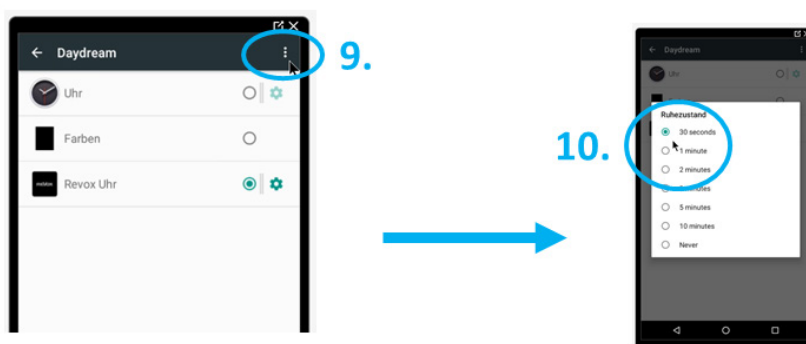 Daydream
9.
Uhr
Farben
Revox Uhr
10.
Daydream
Uhr
Ruhezustand
30 seconds
1 minute
2 minutes
minutes
5 minutes
10 minutes
Never